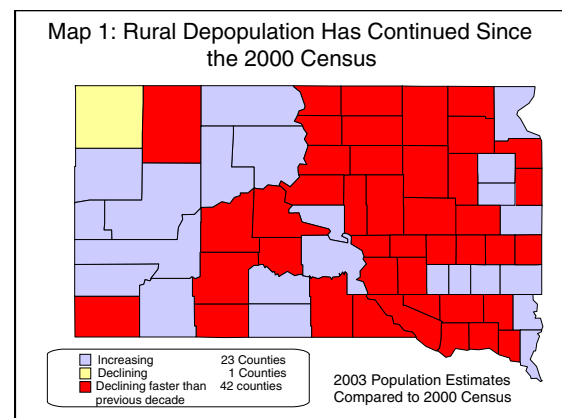 Map 1: Rural Depopulation Has Continued Since
the 2000 Census
Increasing 23 Counties
Declining 1 Counties
Declining faster than 42 counties
previous decade
2003 Population Estimates
Compared to 2000 Census